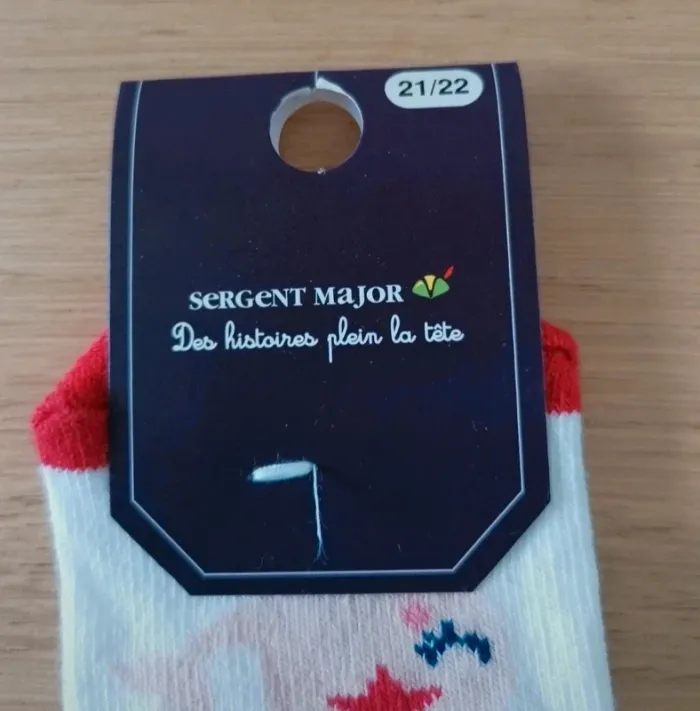 21/22
SERGENT MAJOR
Des histoires plein la tête